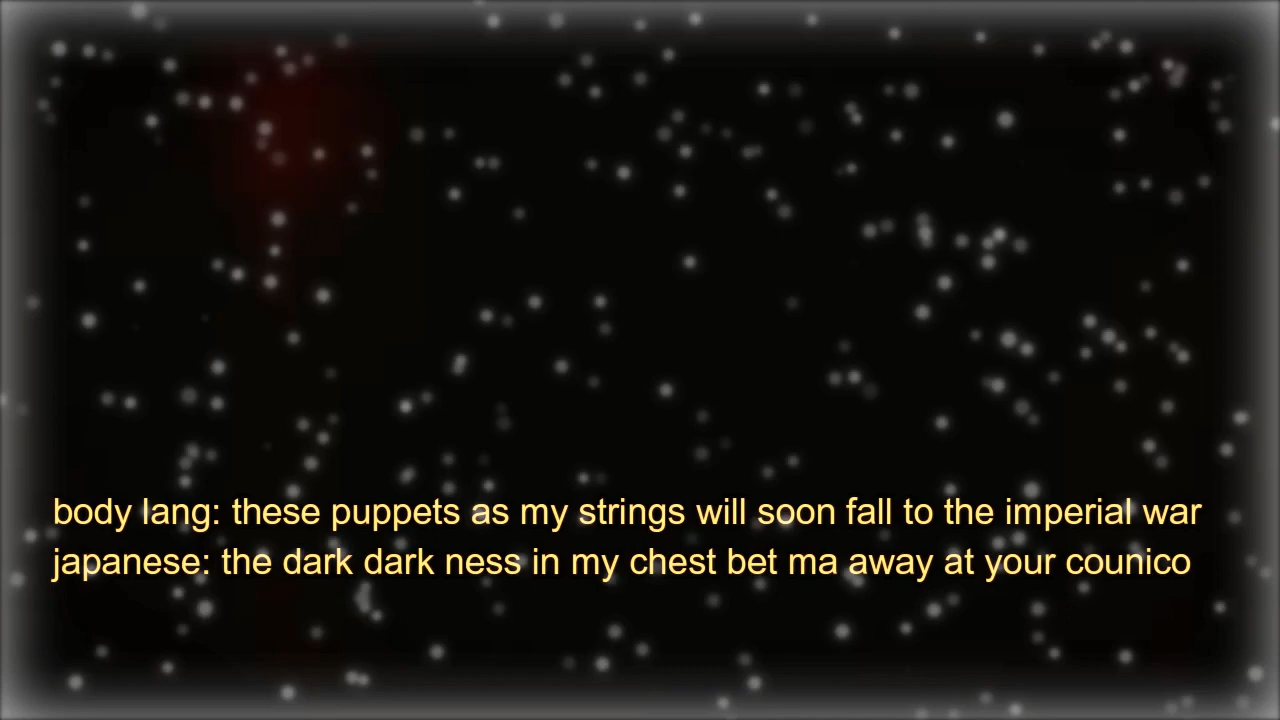 body lang: these puppets as my strings will soon fall to the imperial war
japanese: the dark dark ness in my chest bet ma away at your counico